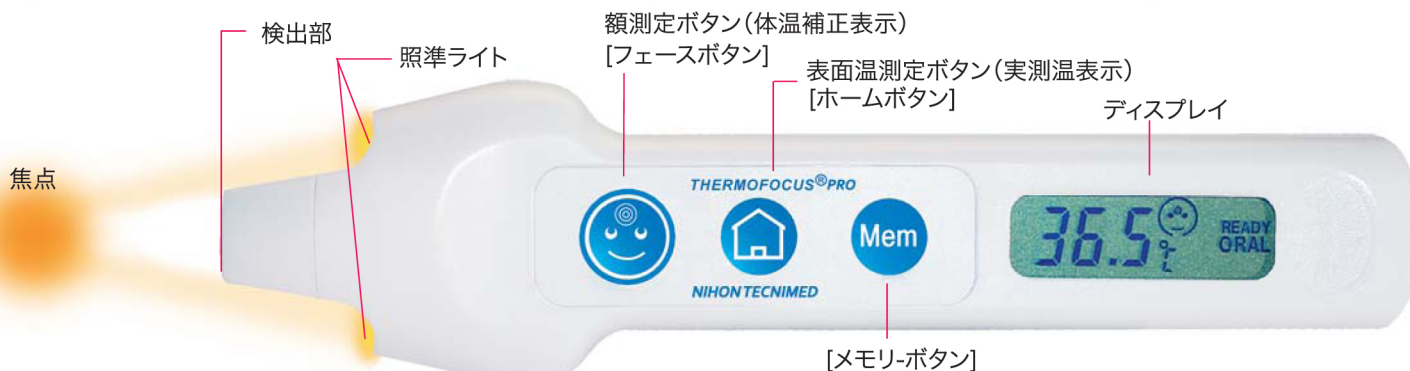 検出部
照準ライト
額測定ボタン（体温補正表示）
[フェースボタン]
表面温測定ボタン（実測温表示）
[ホームボタン]
ディスプレイ
焦点
THERMOFOCUS®PRO
Mem
36.5℃
READY
ORAL
NIHON TECNIMED
[メモリ-ボタン]